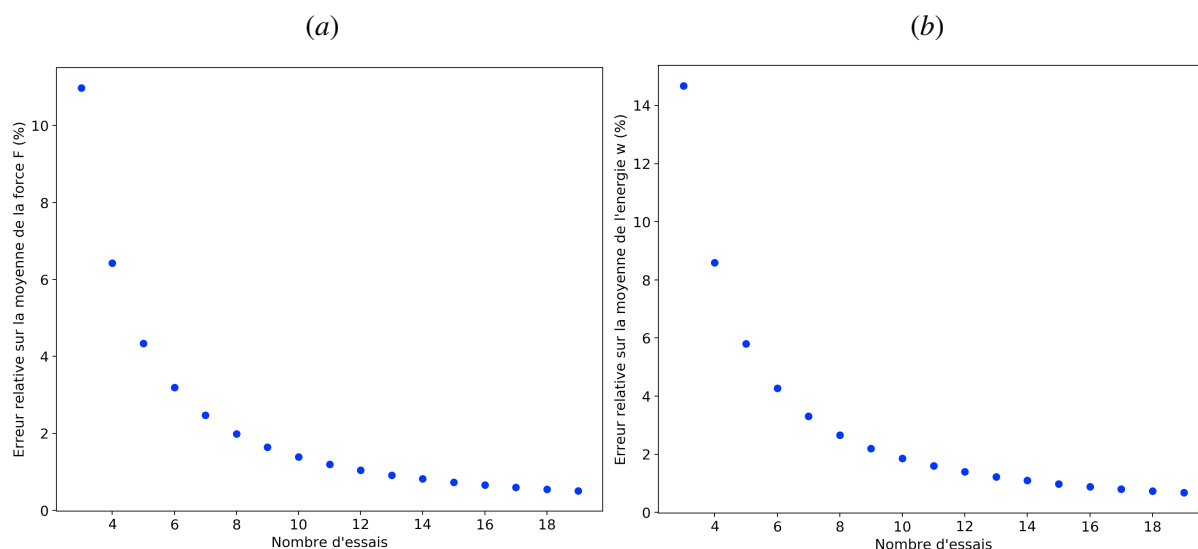 (a)
Erreur relative sur la moyenne de la force F (%)
10
8
6
4
2
0
4 6 8 10 12 14 16 18
Nombre d'essais
(b)
Erreur relative sur la moyenne de l'energie w (%)
14
12
10
8
6
4
2
0
4 6 8 10 12 14 16 18
Nombre d'essais